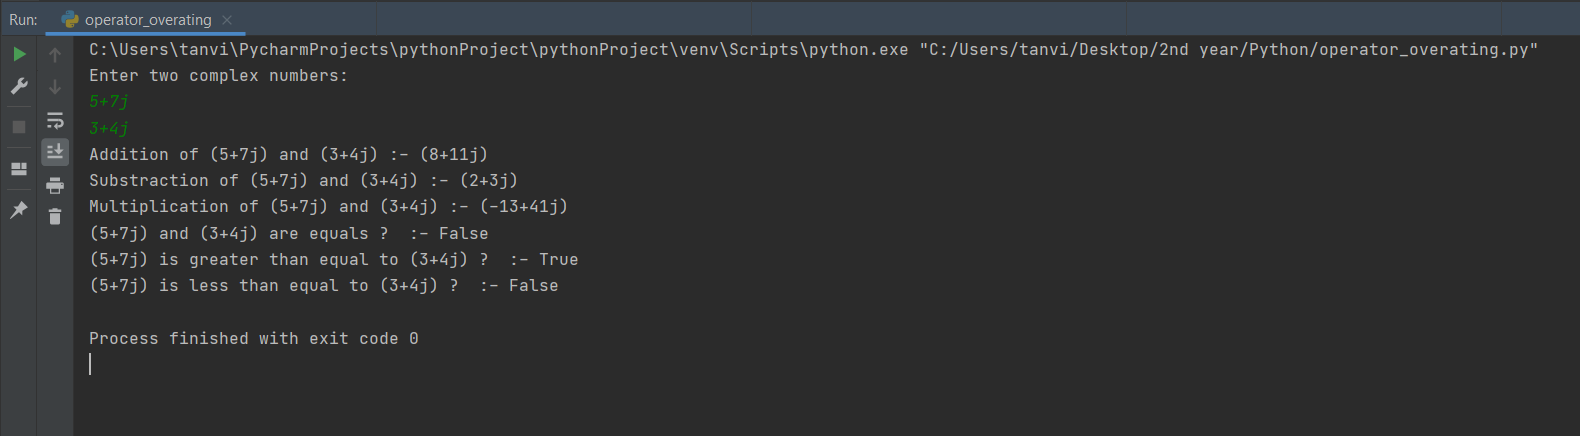 Run: operator_overating ×
C:\Users\tanvi\PycharmProjects\pythonProject\pythonProject\venv\Scripts\python.exe "C:/Users/tanvi/Desktop/2nd year/Python/operator_overating.py"
Enter two complex numbers:
5+7j
3+4j
Addition of (5+7j) and (3+4j) :- (8+11j)
Substraction of (5+7j) and (3+4j) :- (2+3j)
Multiplication of (5+7j) and (3+4j) :- (-13+41j)
(5+7j) and (3+4j) are equals ?  :- False
(5+7j) is greater than equal to (3+4j) ?  :- True
(5+7j) is less than equal to (3+4j) ?  :- False
Process finished with exit code 0